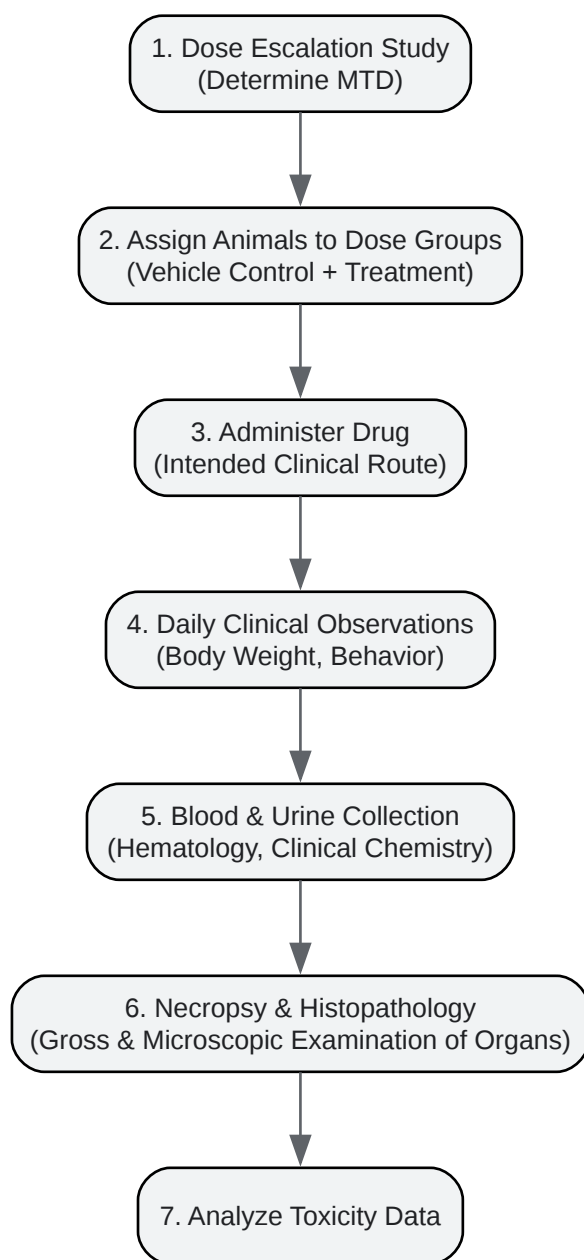 1. Dose Escalation Study
(Determine MTD)
2. Assign Animals to Dose Groups
(Vehicle Control + Treatment)
3. Administer Drug
(Intended Clinical Route)
4. Daily Clinical Observations
(Body Weight, Behavior)
5. Blood & Urine Collection
(Hematology, Clinical Chemistry)
6. Necropsy & Histopathology
(Gross & Microscopic Examination of Organs)
7. Analyze Toxicity Data